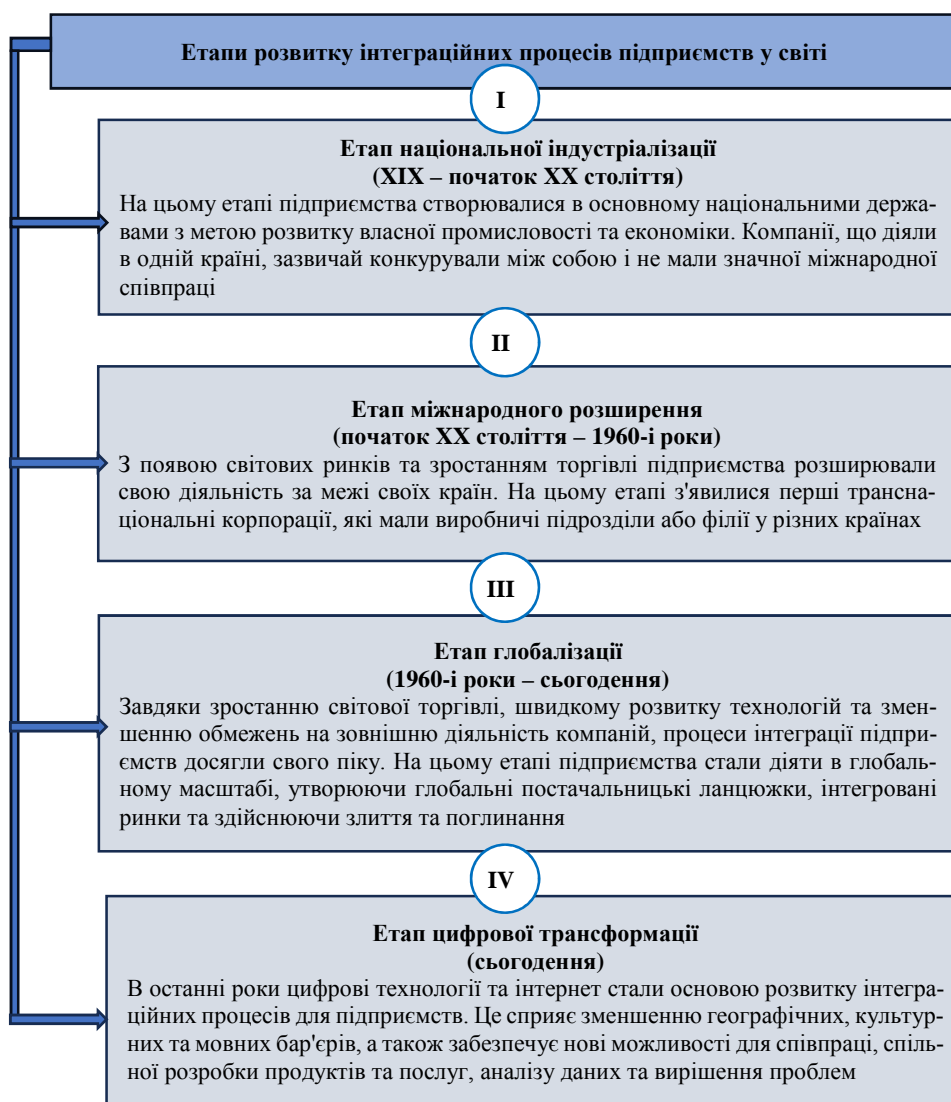 Етапи розвитку інтеграційних процесів підприємств у світі
I
Етап національної індустріалізації
(XIX – початок XX століття)
На цьому етапі підприємства створювалися в основному національними держа-
вами з метою розвитку власної промисловості та економіки. Компанії, що діяли
в одній країні, зазвичай конкурували між собою і не мали значної міжнародної
співпраці
II
Етап міжнародного розширення
(початок XX століття – 1960-і роки)
З появою світових ринків та зростанням торгівлі підприємства розширювали
свою діяльність за межі своїх країн. На цьому етапі з'явилися перші трансна-
ціональні корпорації, які мали виробничі підрозділи або філії у різних країнах
III
Етап глобалізації
(1960-і роки – сьогодення)
Завдяки зростанню світової торгівлі, швидкому розвитку технологій та змен-
шенню обмежень на зовнішню діяльність компаній, процеси інтеграції підпри-
ємств досягли свого піку. На цьому етапі підприємства стали діяти в глобаль-
ному масштабі, утворюючи глобальні постачальницькі ланцюжки, інтегровані
ринки та здійснюючи злиття та поглинання
IV
Етап цифрової трансформації
(сьогодення)
В останні роки цифрові технології та інтернет стали основою розвитку інтегра-
ційних процесів для підприємств. Це сприяє зменшенню географічних, культур-
них та мовних бар'єрів, а також забезпечує нові можливості для співпраці, спіль-
ної розробки продуктів та послуг, аналізу даних та вирішення проблем